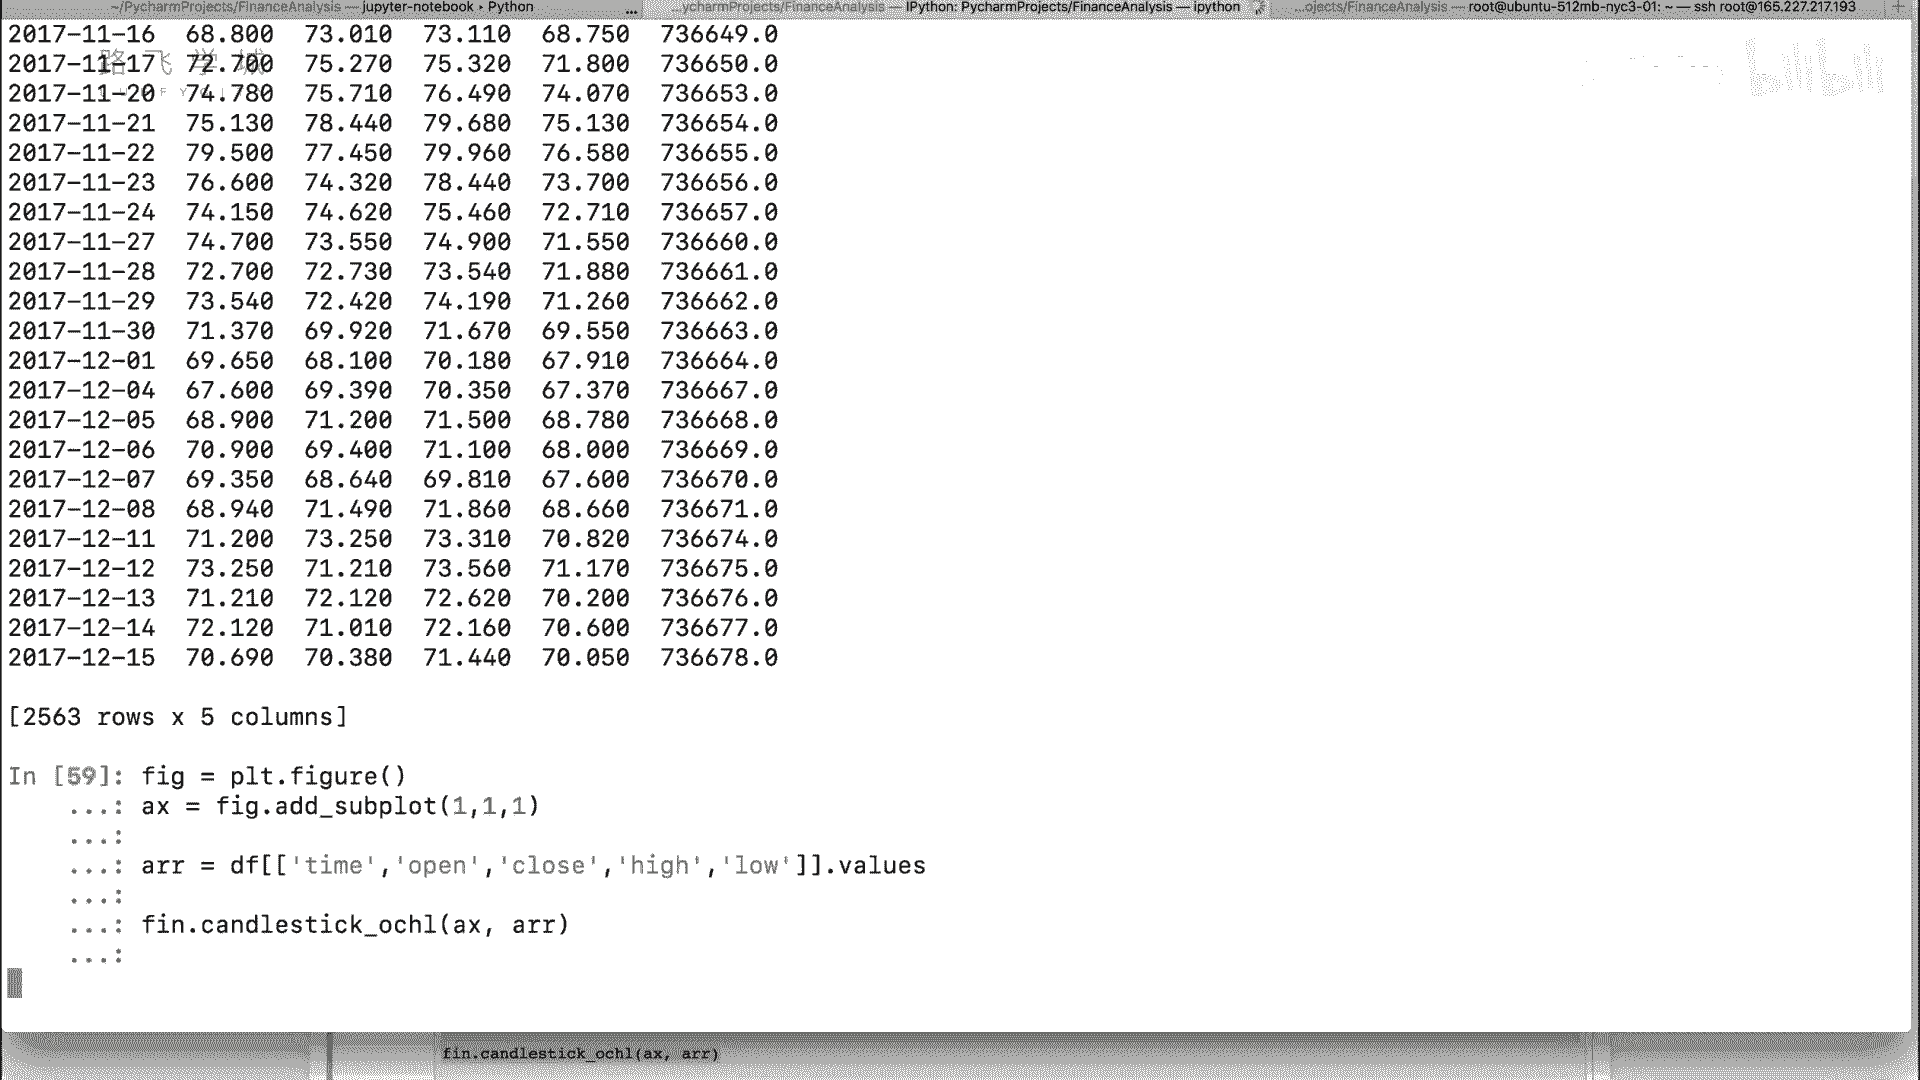 ~/PycharmProjects/FinanceAnalysis — jupyter-notebook ▸ Python ... ...ycharmProjects/FinanceAnalysis — IPython: PycharmProjects/FinanceAnalysis — ipython ...ojects/FinanceAnalysis — root@ubuntu-512mb-nyc3-01: ~ — ssh root@165.227.217.193 +
2017-11-16 68.800 73.010 73.110 68.750 736649.0
路飞学城
bilibili
2017-11-17 72.700 75.270 75.320 71.800 736650.0
2017-11-20 74.780 75.710 76.490 74.070 736653.0
2017-11-21 75.130 78.440 79.680 75.130 736654.0
2017-11-22 79.500 77.450 79.960 76.580 736655.0
2017-11-23 76.600 74.320 78.440 73.700 736656.0
2017-11-24 74.150 74.620 75.460 72.710 736657.0
2017-11-27 74.700 73.550 74.900 71.550 736660.0
2017-11-28 72.700 72.730 73.540 71.880 736661.0
2017-11-29 73.540 72.420 74.190 71.260 736662.0
2017-11-30 71.370 69.920 71.670 69.550 736663.0
2017-12-01 69.650 68.100 70.180 67.910 736664.0
2017-12-04 67.600 69.390 70.350 67.370 736667.0
2017-12-05 68.900 71.200 71.500 68.780 736668.0
2017-12-06 70.900 69.400 71.100 68.000 736669.0
2017-12-07 69.350 68.640 69.810 67.600 736670.0
2017-12-08 68.940 71.490 71.860 68.660 736671.0
2017-12-11 71.200 73.250 73.310 70.820 736674.0
2017-12-12 73.250 71.210 73.560 71.170 736675.0
2017-12-13 71.210 72.120 72.620 70.200 736676.0
2017-12-14 72.120 71.010 72.160 70.600 736677.0
2017-12-15 70.690 70.380 71.440 70.050 736678.0
[2563 rows x 5 columns]
In [59]: fig = plt.figure()
...: ax = fig.add_subplot(1,1,1)
...:
...: arr = df[['time','open','close','high','low']].values
...:
...: fin.candlestick_ochl(ax, arr)
...:
fin.candlestick_ochl(ax, arr)